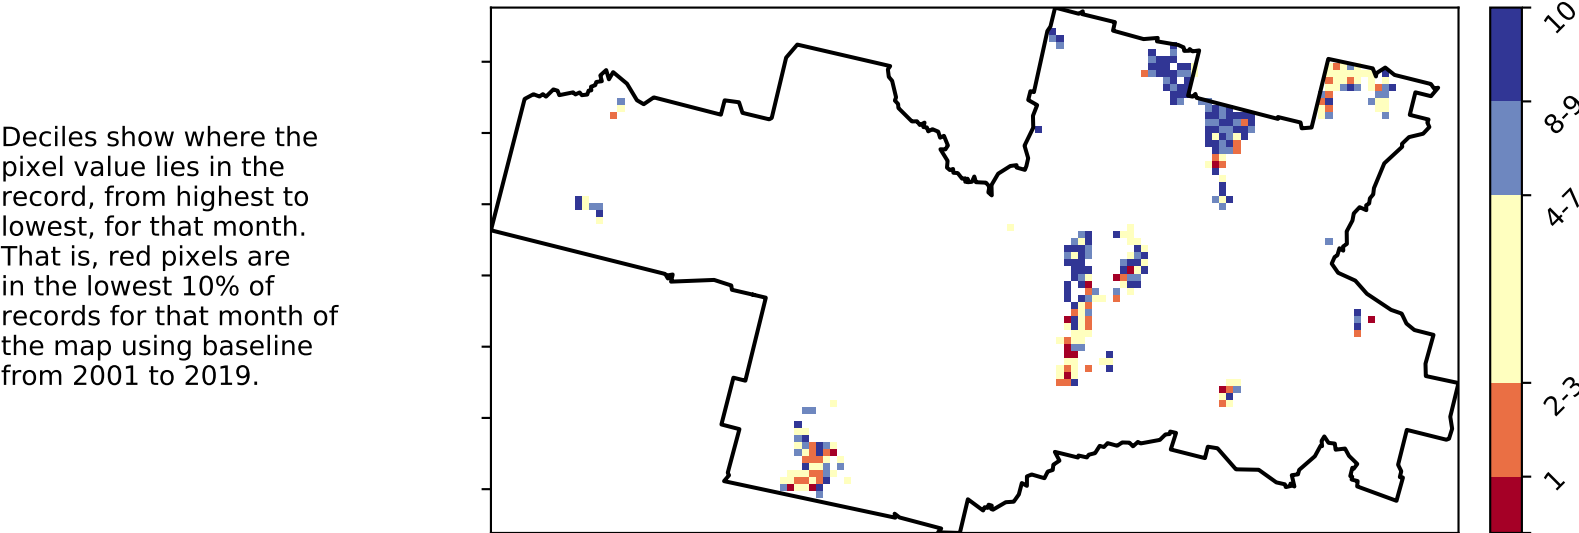 Deciles show where the
pixel value lies in the
record, from highest to
lowest, for that month.
That is, red pixels are
in the lowest 10% of
records for that month of
the map using baseline
from 2001 to 2019.
10
8-9
4-7
2-3
1